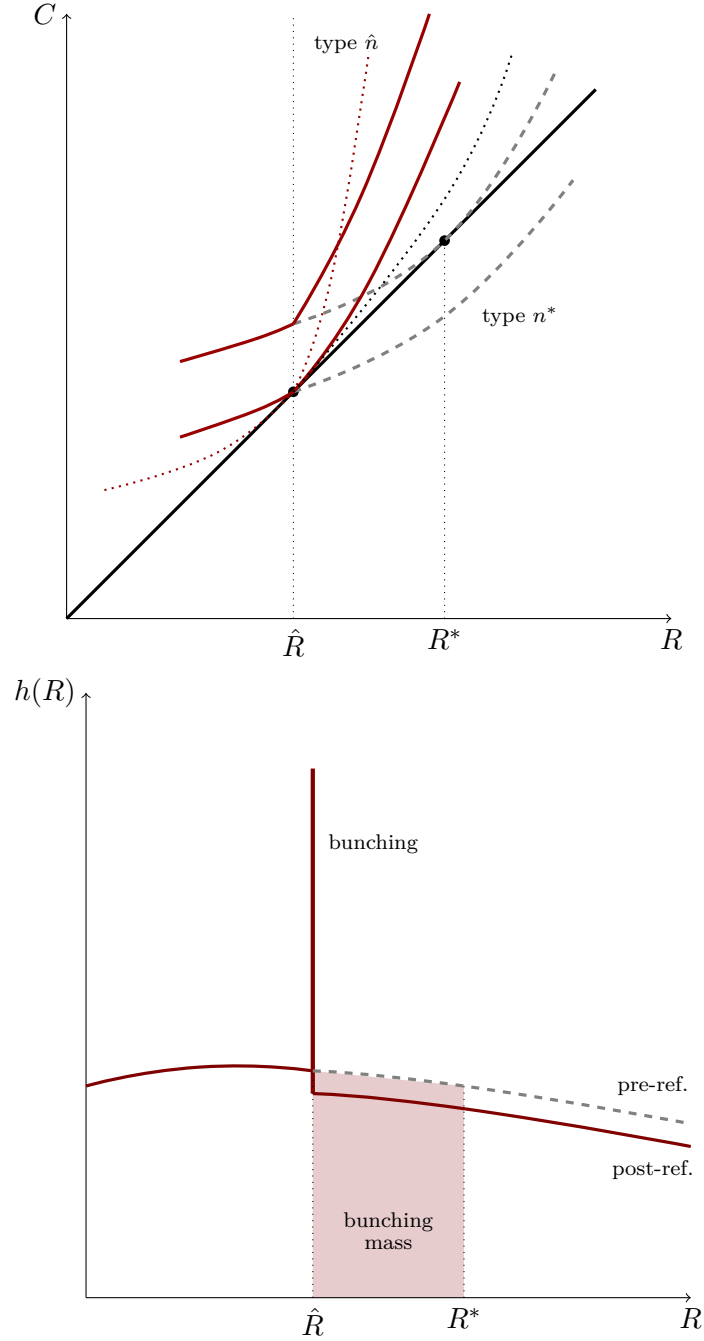 C
type n̂
type n*
R̂
R*
R
h(R)
bunching
pre-ref.
post-ref.
bunching
mass
R̂
R*
R